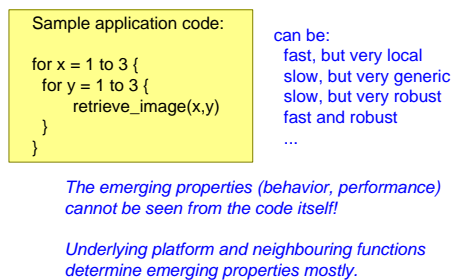 Sample application code:
for x = 1 to 3 {
for y = 1 to 3 {
retrieve_image(x,y)
}
}
can be:
fast, but very local
slow, but very generic
slow, but very robust
fast and robust
...
The emerging properties (behavior, performance)
cannot be seen from the code itself!
Underlying platform and neighbouring functions
determine emerging properties mostly.